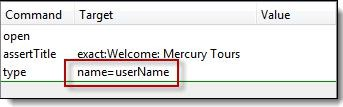 Command Target Value
open
assertTitle exact:Welcome: Mercury Tours
type name=userName